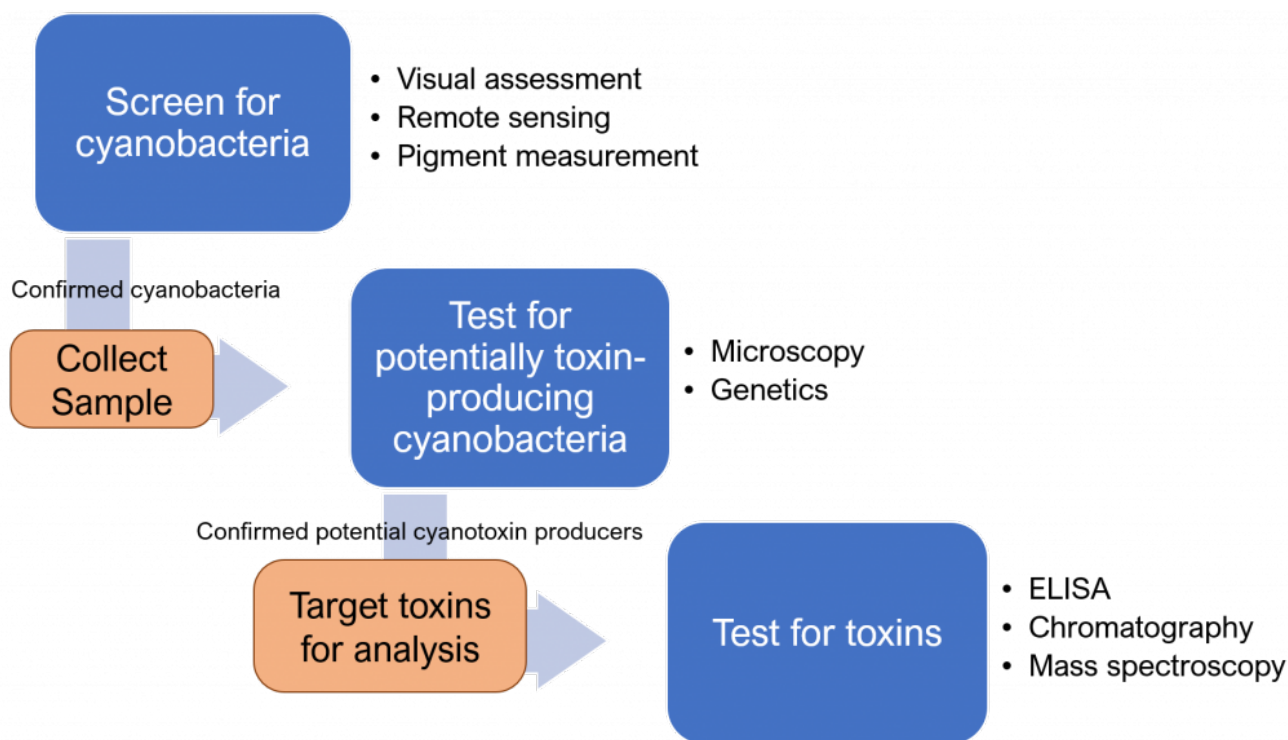 Screen for
cyanobacteria
• Visual assessment
• Remote sensing
• Pigment measurement
Confirmed cyanobacteria
Collect
Sample
Test for
potentially toxin-
producing
cyanobacteria
• Microscopy
• Genetics
Confirmed potential cyanotoxin producers
Target toxins
for analysis
Test for toxins
• ELISA
• Chromatography
• Mass spectroscopy